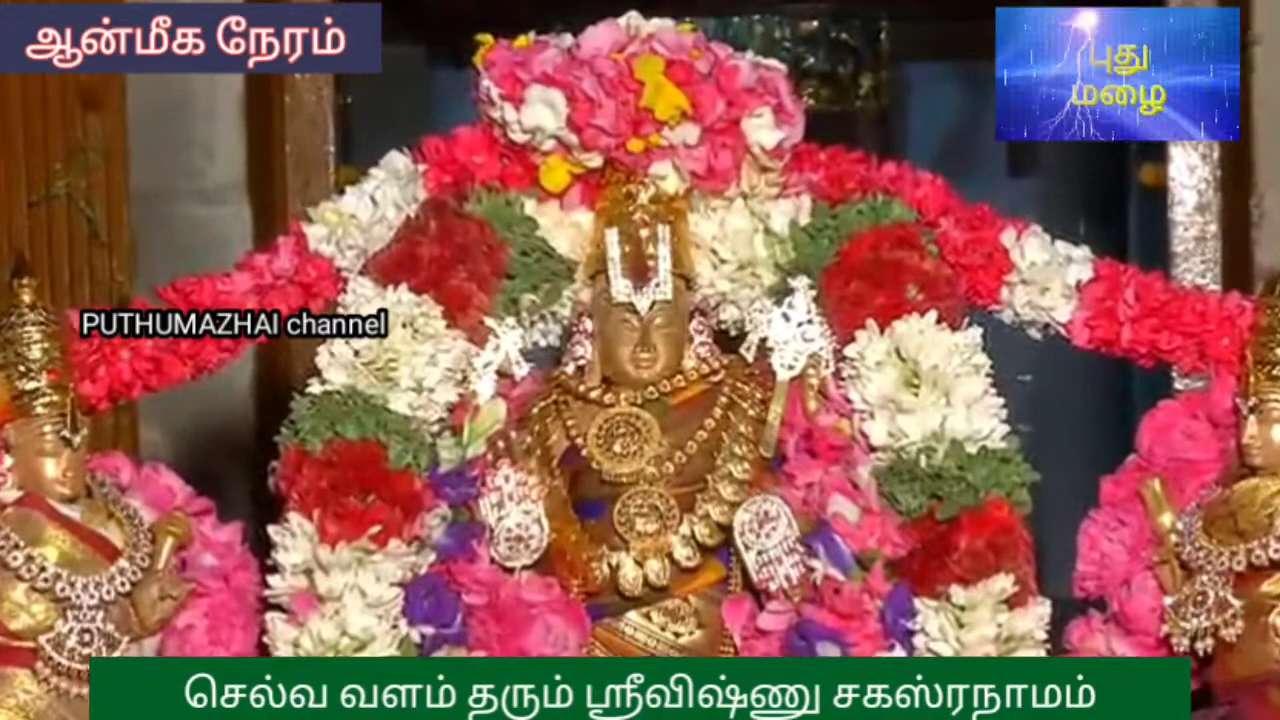 ஆன்மீக நேரம்
புது
மழை
PUTHUMAZHAI channel
செல்வ வளம் தரும் ஸ்ரீவிஷ்ணு சகஸ்ரநாமம்